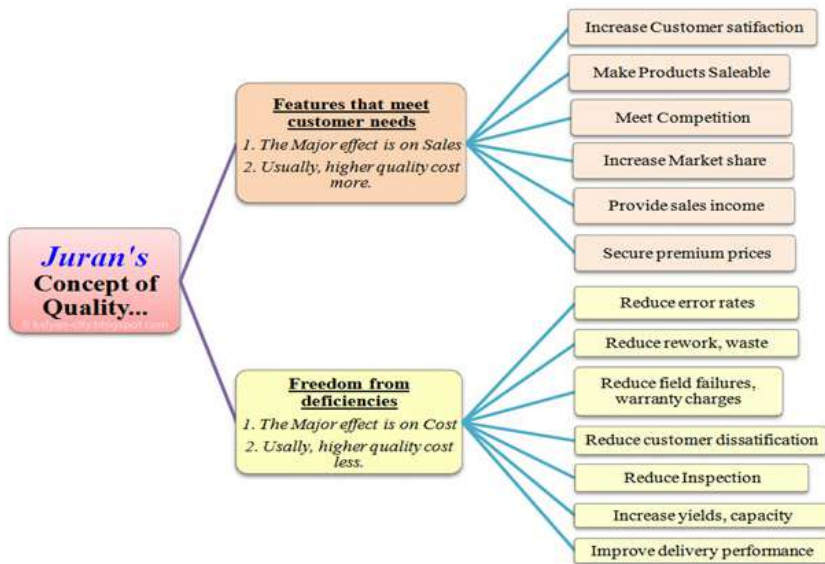 Juran's
Concept of
Quality...
© kalyan-city.blogspot.com
Features that meet
customer needs
1. The Major effect is on Sales
2. Usually, higher quality cost
more.
Increase Customer satifaction
Make Products Saleable
Meet Competition
Increase Market share
Provide sales income
Secure premium prices
Freedom from
deficiencies
1. The Major effect is on Cost
2. Usally, higher quality cost
less.
Reduce error rates
Reduce rework, waste
Reduce field failures,
warranty charges
Reduce customer dissatification
Reduce Inspection
Increase yields, capacity
Improve delivery performance